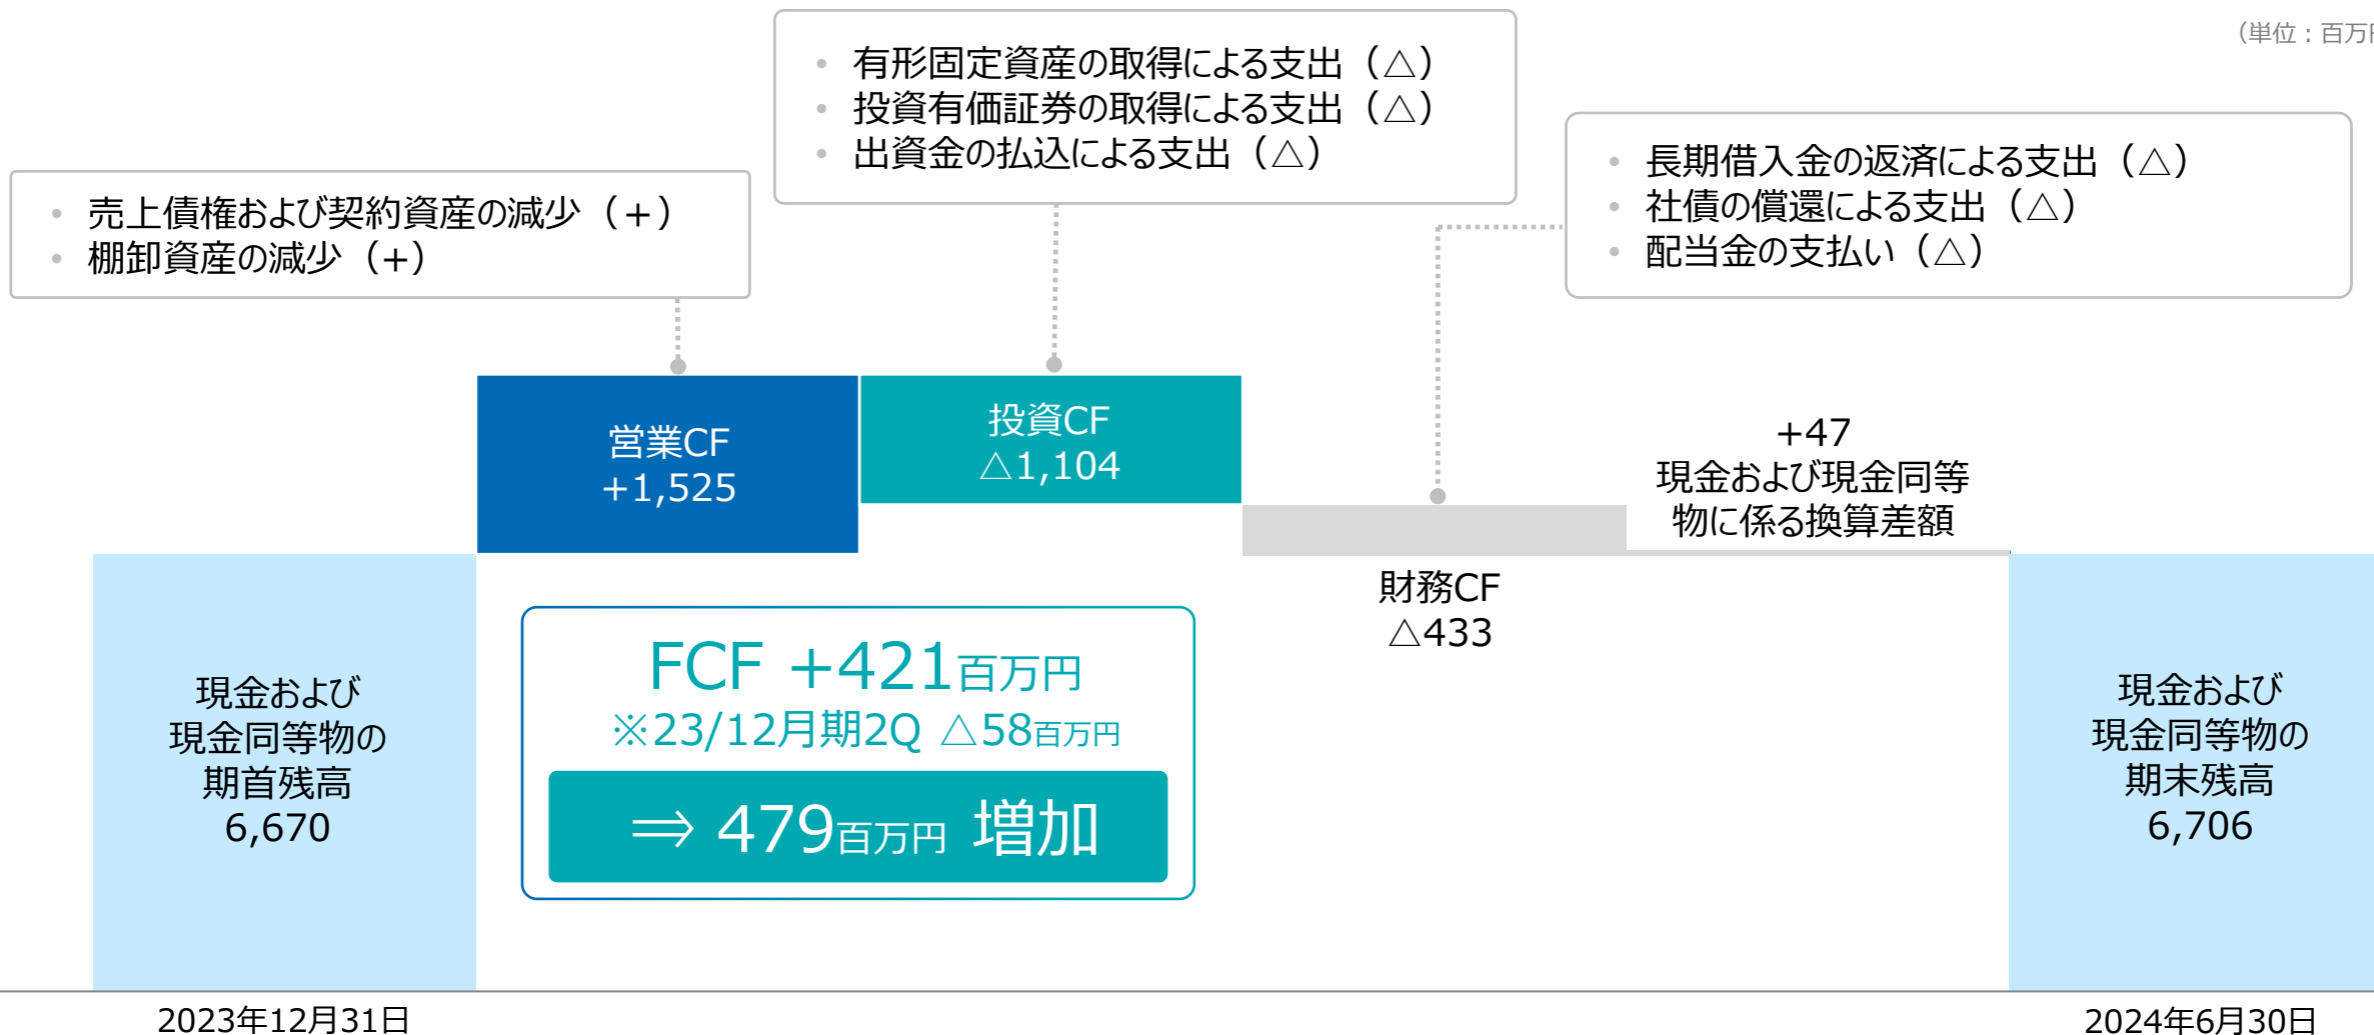 （単位：百万円
• 有形固定資産の取得による支出（△）
• 投資有価証券の取得による支出（△）
• 出資金の払込による支出（△）
• 長期借入金の返済による支出（△）
• 社債の償還による支出（△）
• 配当金の支払い（△）
• 売上債権および契約資産の減少（+）
• 棚卸資産の減少（+）
営業CF
+1,525
投資CF
△1,104
+47
現金および現金同等
物に係る換算差額
財務CF
△433
FCF +421百万円
※23/12月期2Q △58百万円
⇒ 479百万円 増加
現金および
現金同等物の
期首残高
6,670
現金および
現金同等物の
期末残高
6,706
2023年12月31日
2024年6月30日